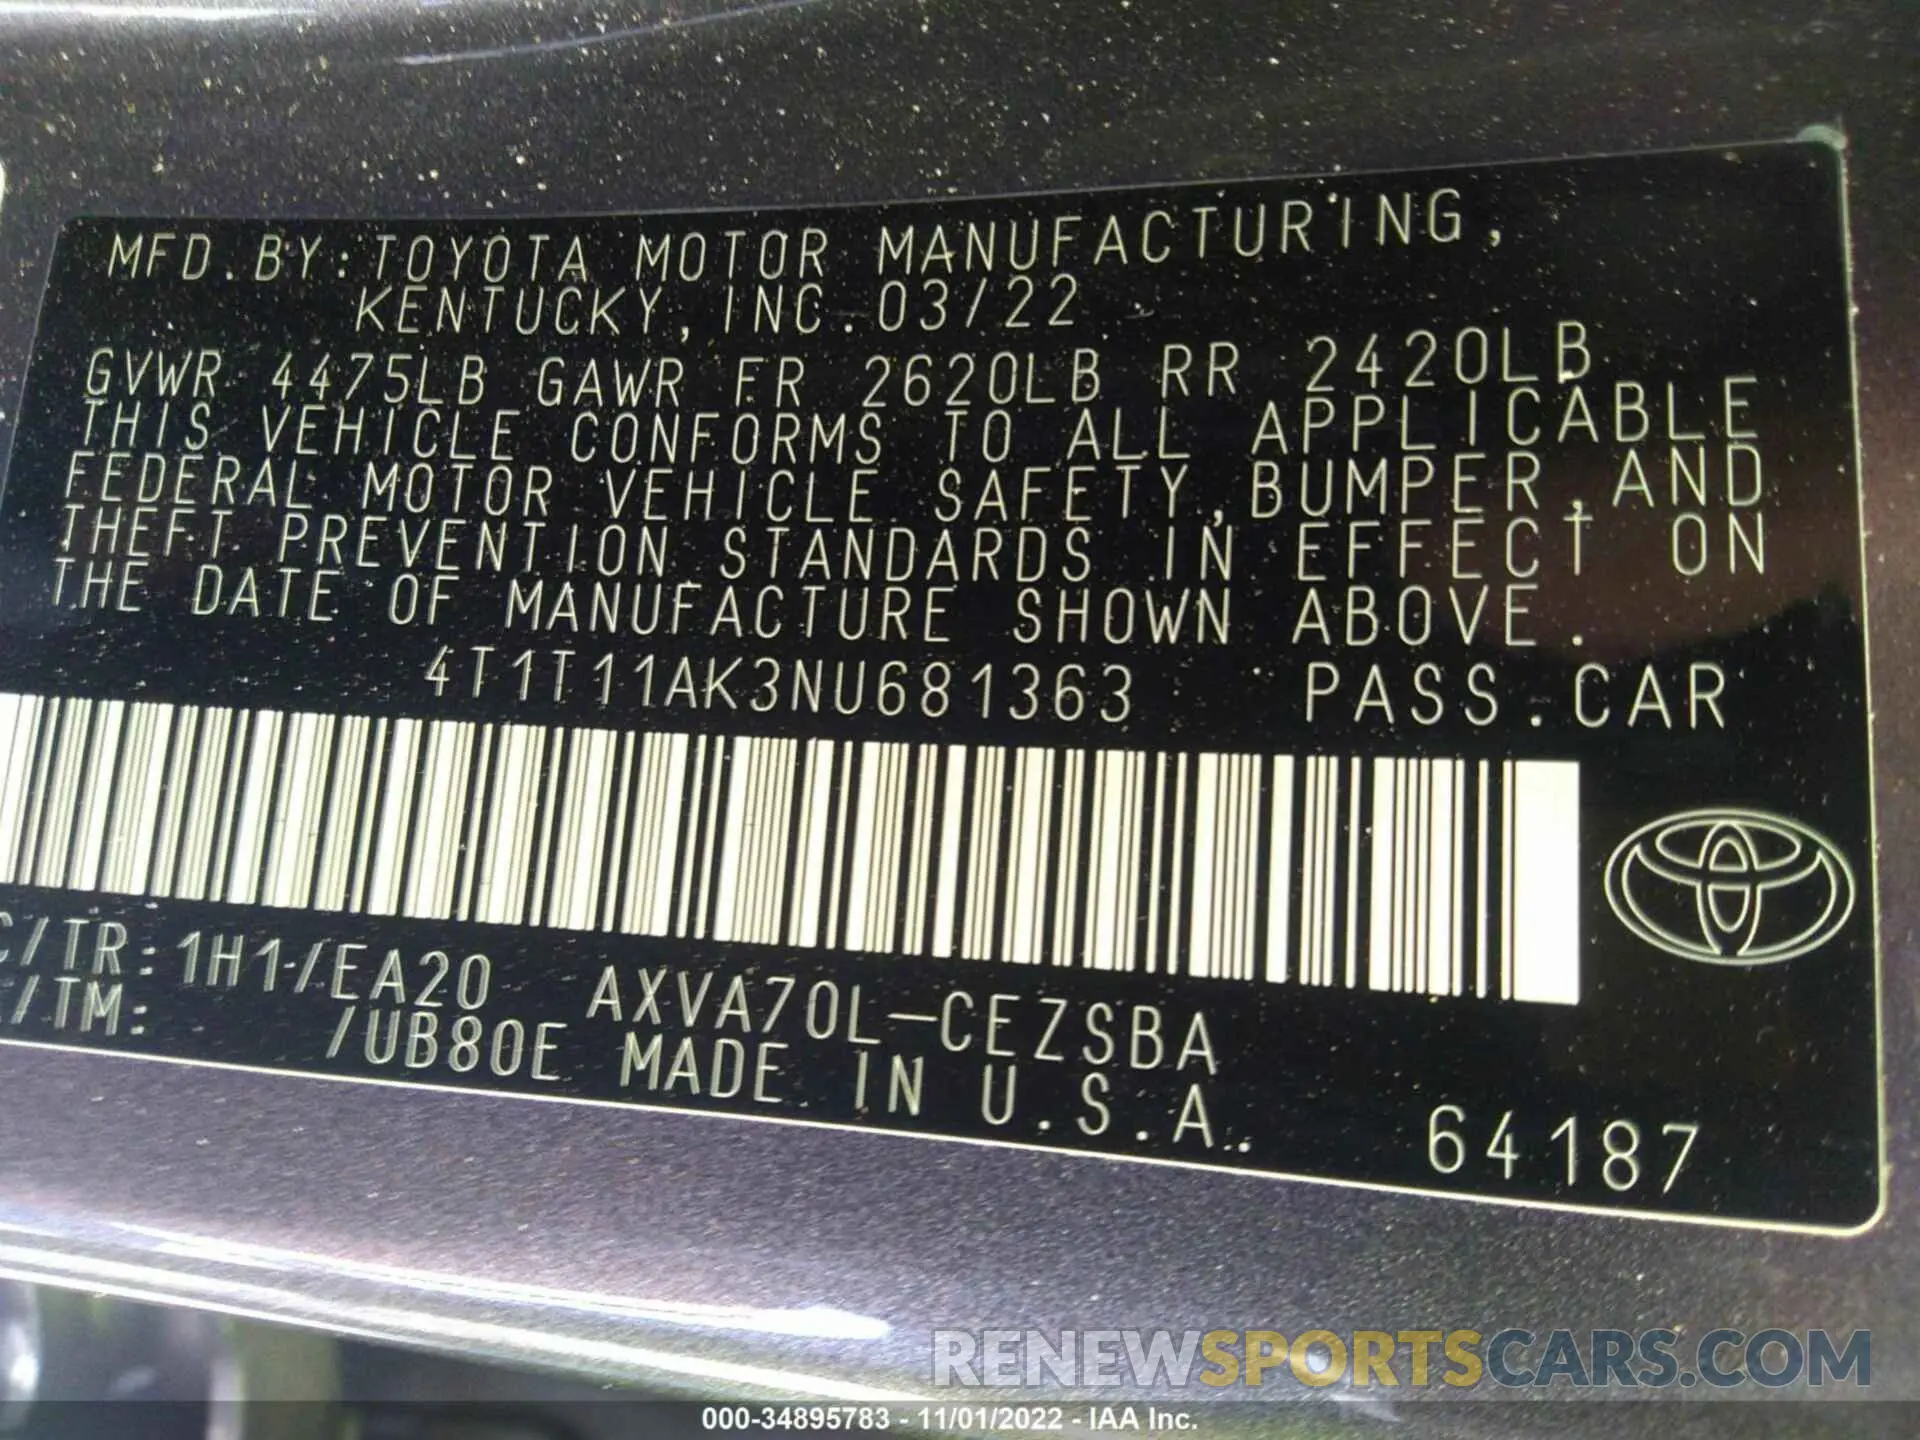 MFD.BY:TOYOTA MOTOR MANUFACTURING,
KENTUCKY, INC.03/22
GVWR 4475LB GAWR FR 2620LB RR 2420LB
THIS VEHICLE CONFORMS TO ALL APPLICABLE
FEDERAL MOTOR VEHICLE SAFETY,BUMPER,AND
THEFT PREVENTION STANDARDS IN EFFECT ON
THE DATE OF MANUFACTURE SHOWN ABOVE.
4T1T11AK3NU681363 PASS.CAR
C/TR:1H1/EA20 AXVA70L-CEZSBA
/TM: /UB80E MADE IN U.S.A.
64187
RENEWSPORTSCARS.COM
000-34895783 - 11/01/2022 - IAA Inc.